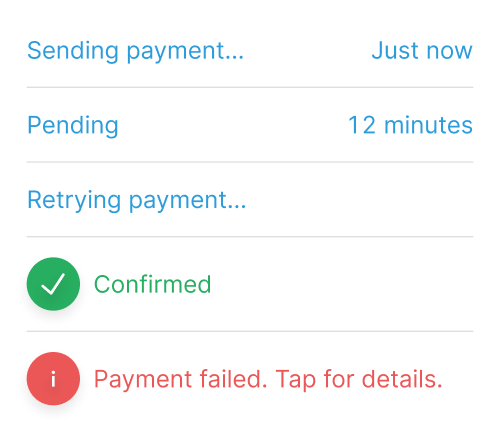 Sending payment... Just now
Pending 12 minutes
Retrying payment...
Confirmed
i Payment failed. Tap for details.